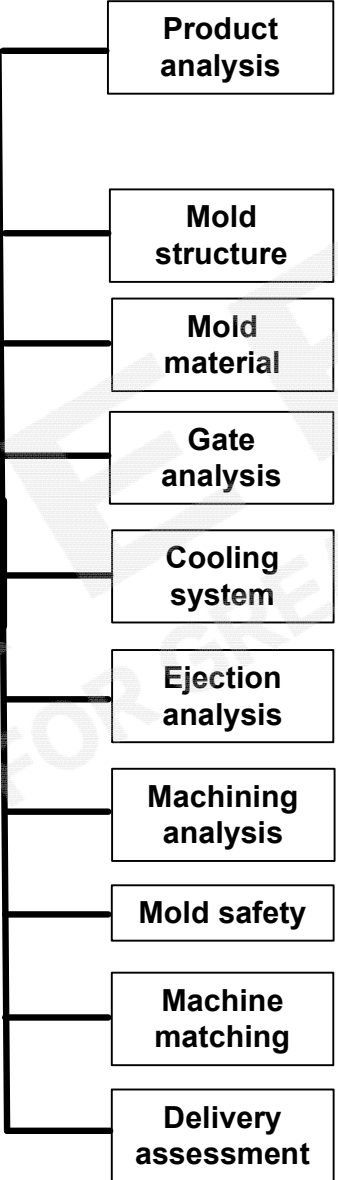 Product
analysis
Mold
structure
Mold
material
Gate
analysis
Cooling
system
Ejection
analysis
FOR
Machining
analysis
Mold safety
Machine
matching
Delivery
assessment